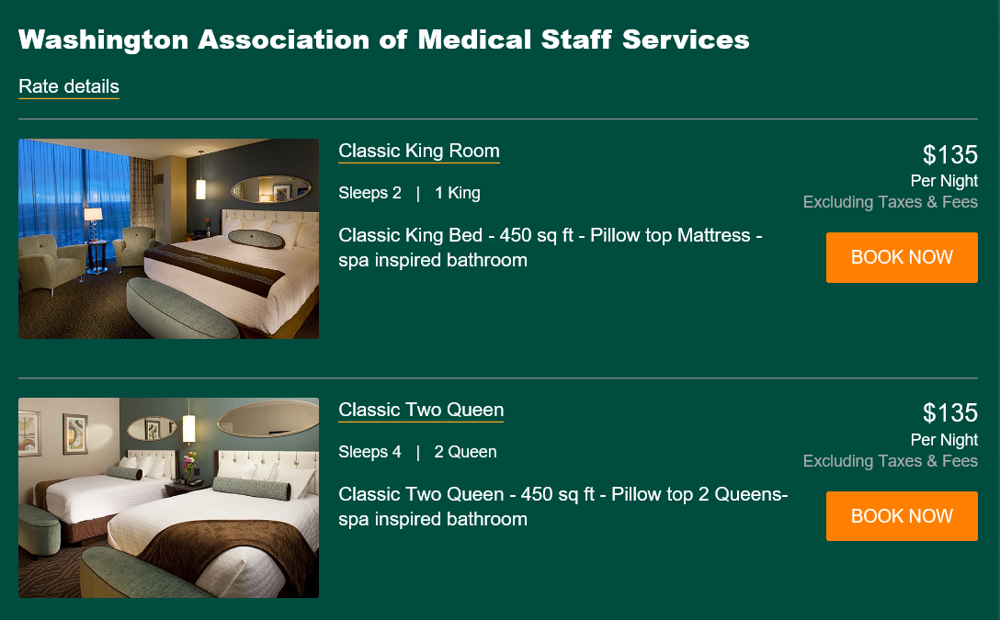 Washington Association of Medical Staff Services
Rate details
Classic King Room
$135
Sleeps 2 | 1 King
Per Night
Excluding Taxes & Fees
Classic King Bed - 450 sq ft - Pillow top Mattress -
spa inspired bathroom
BOOK NOW
Classic Two Queen
$135
Sleeps 4 | 2 Queen
Per Night
Excluding Taxes & Fees
Classic Two Queen - 450 sq ft - Pillow top 2 Queens-
spa inspired bathroom
BOOK NOW